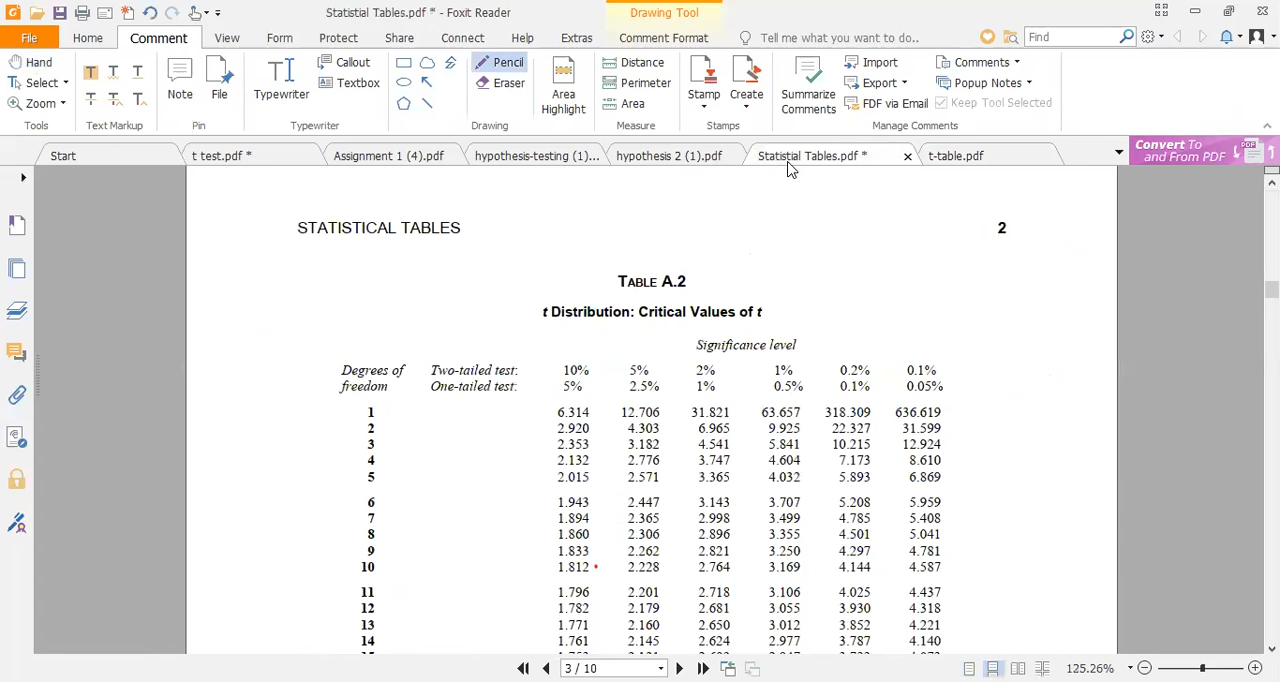 Statistial Tables.pdf * - Foxit Reader
Drawing Tool
File Home Comment View Form Protect Share Connect Help Extras Comment Format Tell me what you want to do.. Find
Hand
Select
Zoom
Tools
Text Markup
Note
File
Pin
Typewriter
Callout
Textbox
Typewriter
Pencil
Eraser
Drawing
Area
Highlight
Distance
Perimeter
Area
Measure
Stamp
Create
Stamps
Summarize
Comments
Import
Export
FDF via Email
Comments
Popup Notes
Keep Tool Selected
Manage Comments
Start t test.pdf * Assignment 1 (4).pdf hypothesis-testing (1)... hypothesis 2 (1).pdf Statistial Tables.pdf * t-table.pdf
Convert To
and From PDF
PDF
STATISTICAL TABLES 2
TABLE A.2
t Distribution: Critical Values of t
Significance level
Degrees of Two-tailed test: 10% 5% 2% 1% 0.2% 0.1%
freedom One-tailed test: 5% 2.5% 1% 0.5% 0.1% 0.05%
1 6.314 12.706 31.821 63.657 318.309 636.619
2 2.920 4.303 6.965 9.925 22.327 31.599
3 2.353 3.182 4.541 5.841 10.215 12.924
4 2.132 2.776 3.747 4.604 7.173 8.610
5 2.015 2.571 3.365 4.032 5.893 6.869
6 1.943 2.447 3.143 3.707 5.208 5.959
7 1.894 2.365 2.998 3.499 4.785 5.408
8 1.860 2.306 2.896 3.355 4.501 5.041
9 1.833 2.262 2.821 3.250 4.297 4.781
10 1.812 2.228 2.764 3.169 4.144 4.587
11 1.796 2.201 2.718 3.106 4.025 4.437
12 1.782 2.179 2.681 3.055 3.930 4.318
13 1.771 2.160 2.650 3.012 3.852 4.221
14 1.761 2.145 2.624 2.977 3.787 4.140
3 / 10 125.26%